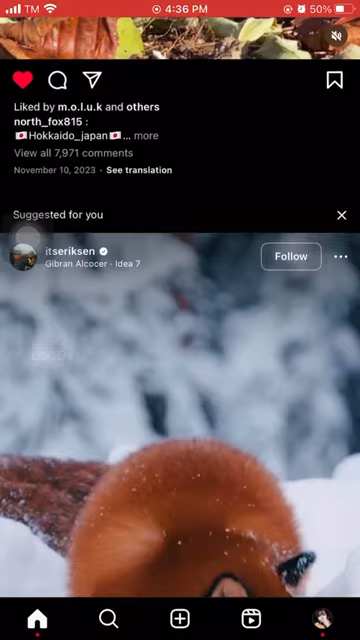 TM 4:36 PM 50%
Liked by m.o.l.u.k and others
north_fox815 :
🇯🇵Hokkaido_japan🇯🇵... more
View all 7,971 comments
November 10, 2023 · See translation
Suggested for you
itseriksen
Follow
Gibran Alcocer · Idea 7